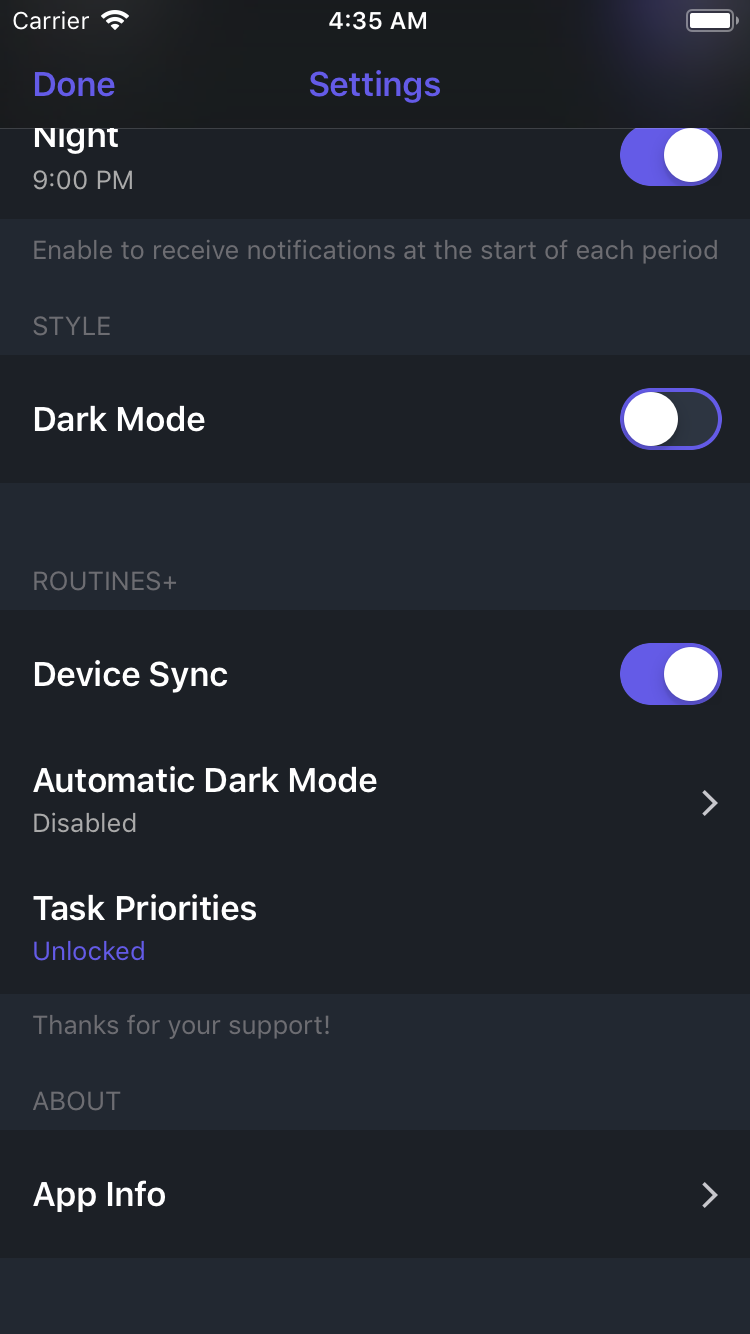 Carrier 4:35 AM
Done Settings
Night
9:00 PM
Enable to receive notifications at the start of each period
STYLE
Dark Mode
ROUTINES+
Device Sync
Automatic Dark Mode
Disabled
Task Priorities
Unlocked
Thanks for your support!
ABOUT
App Info